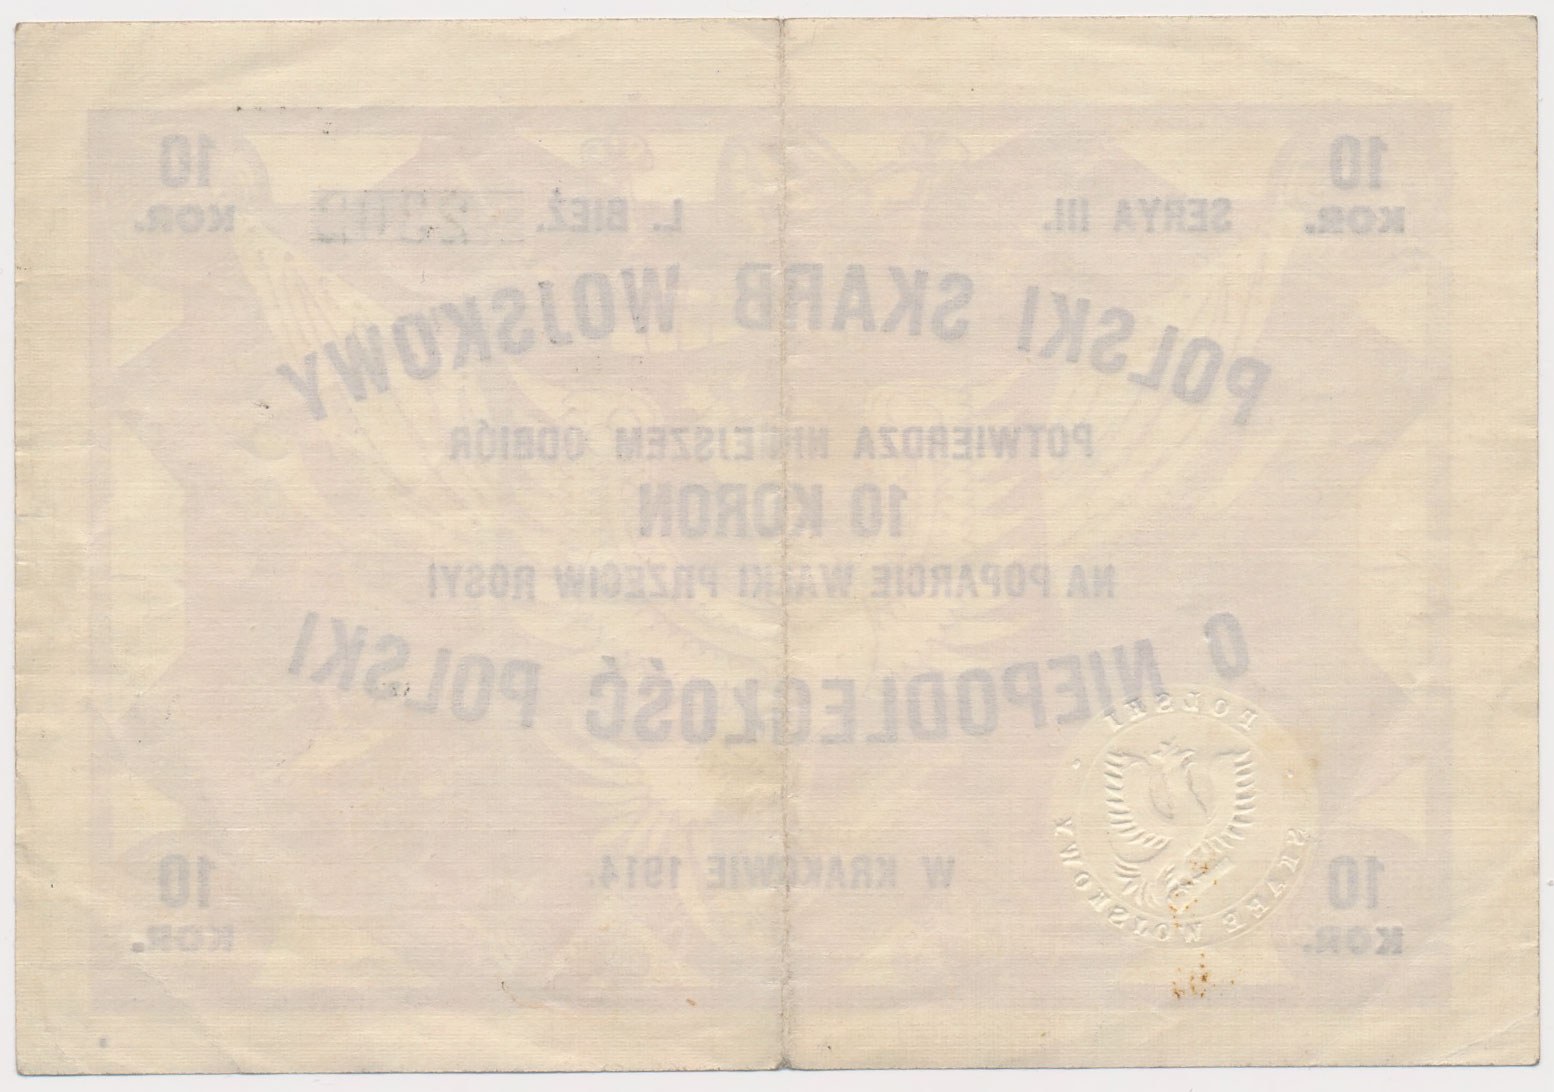 10 KOR.
SERYA III.
L. BIEŻ.
10 KOR.
POLSKI SKARB WOJSKOWY
POTWIERDZA NINIEJSZEM ODBIÓR
10 KORON
NA POPARCIE WALKI PRZECIW ROSYI
O NIEPODLEGŁOŚĆ POLSKI
W KRAKOWIE 1914.
10 KOR.
10 KOR.
POLSKI
SKARB WOJSKOWY